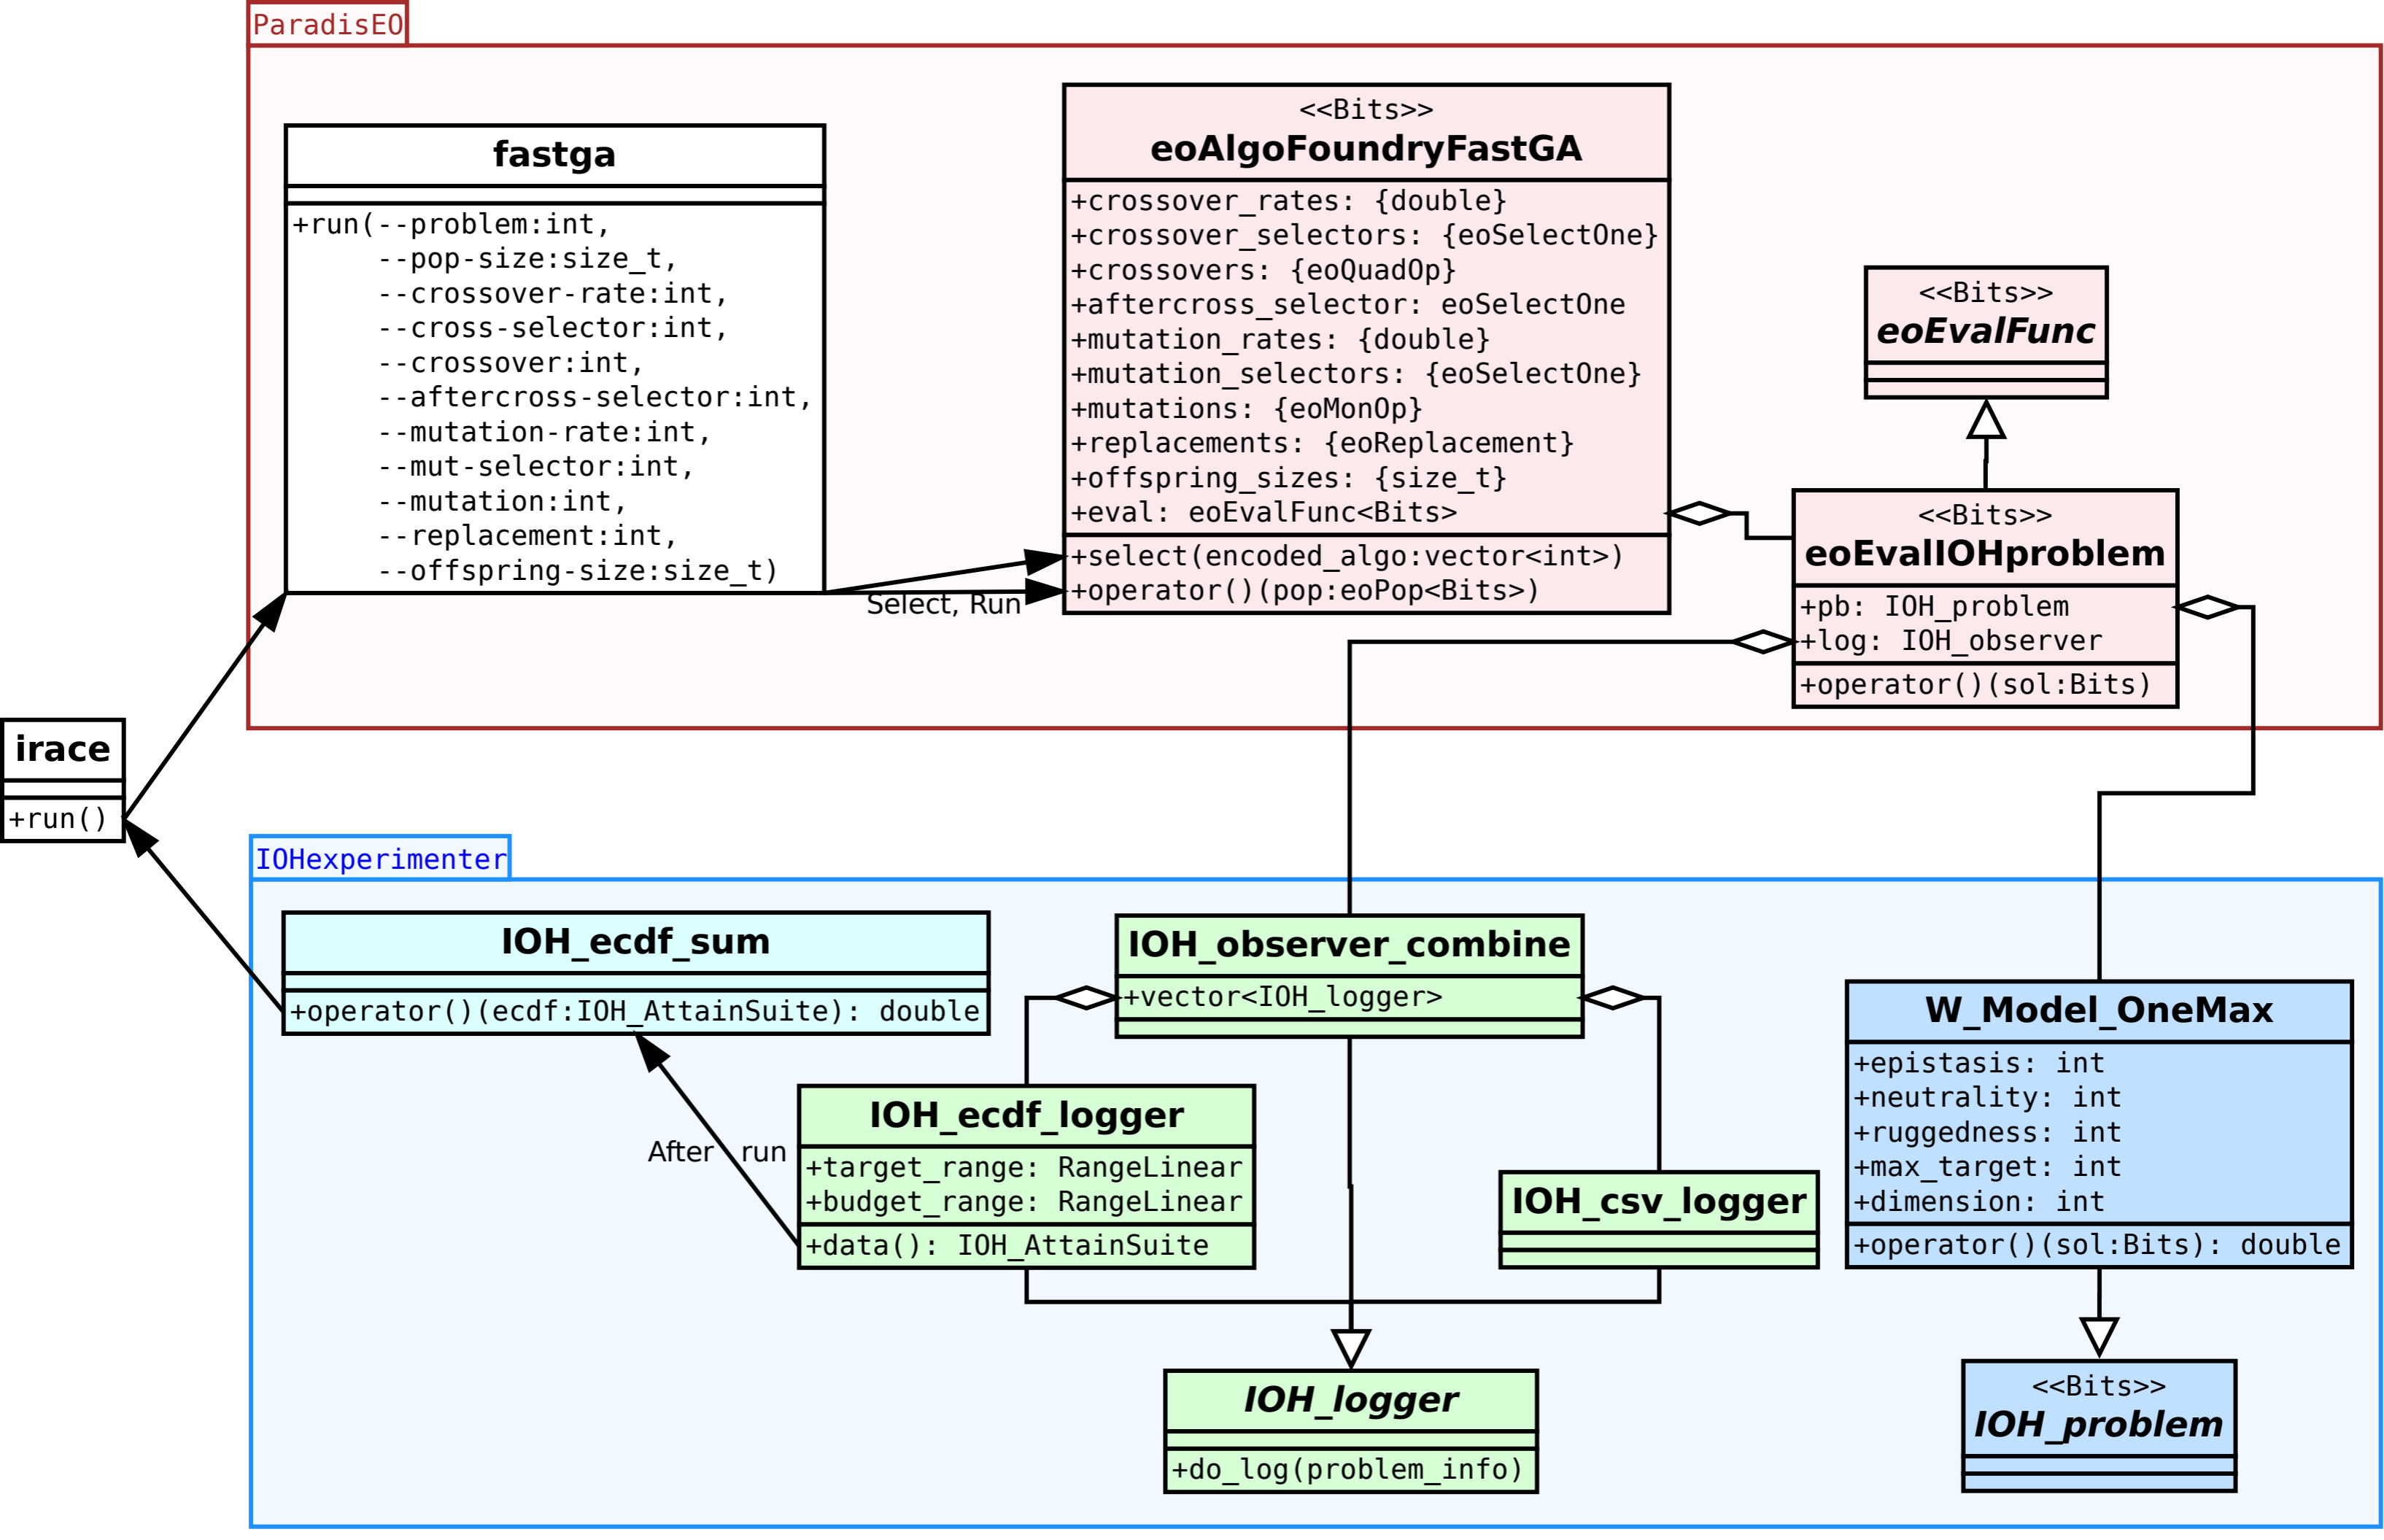 ParadisEO
fastga
+run(--problem:int,
--pop-size:size_t,
--crossover-rate:int,
--cross-selector:int,
--crossover:int,
--aftercross-selector:int,
--mutation-rate:int,
--mut-selector:int,
--mutation:int,
--replacement:int,
--offspring-size:size_t)
Select, Run
<<Bits>>
eoAlgoFoundryFastGA
+crossover_rates: {double}
+crossover_selectors: {eoSelectOne}
+crossovers: {eoQuadOp}
+aftercross_selector: eoSelectOne
+mutation_rates: {double}
+mutation_selectors: {eoSelectOne}
+mutations: {eoMonOp}
+replacements: {eoReplacement}
+offspring_sizes: {size_t}
+eval: eoEvalFunc<Bits>
+select(encoded_algo:vector<int>)
+operator()(pop:eoPop<Bits>)
<<Bits>>
eoEvalFunc
<<Bits>>
eoEvalIOHproblem
+pb: IOH_problem
+log: IOH_observer
+operator()(sol:Bits)
irace
+run()
IOHexperimenter
IOH_ecdf_sum
+operator()(ecdf:IOH_AttainSuite): double
After run
IOH_observer_combine
+vector<IOH_logger>
IOH_ecdf_logger
+target_range: RangeLinear
+budget_range: RangeLinear
+data(): IOH_AttainSuite
IOH_csv_logger
W_Model_OneMax
+epistasis: int
+neutrality: int
+ruggedness: int
+max_target: int
+dimension: int
+operator()(sol:Bits): double
IOH_logger
+do_log(problem_info)
<<Bits>>
IOH_problem